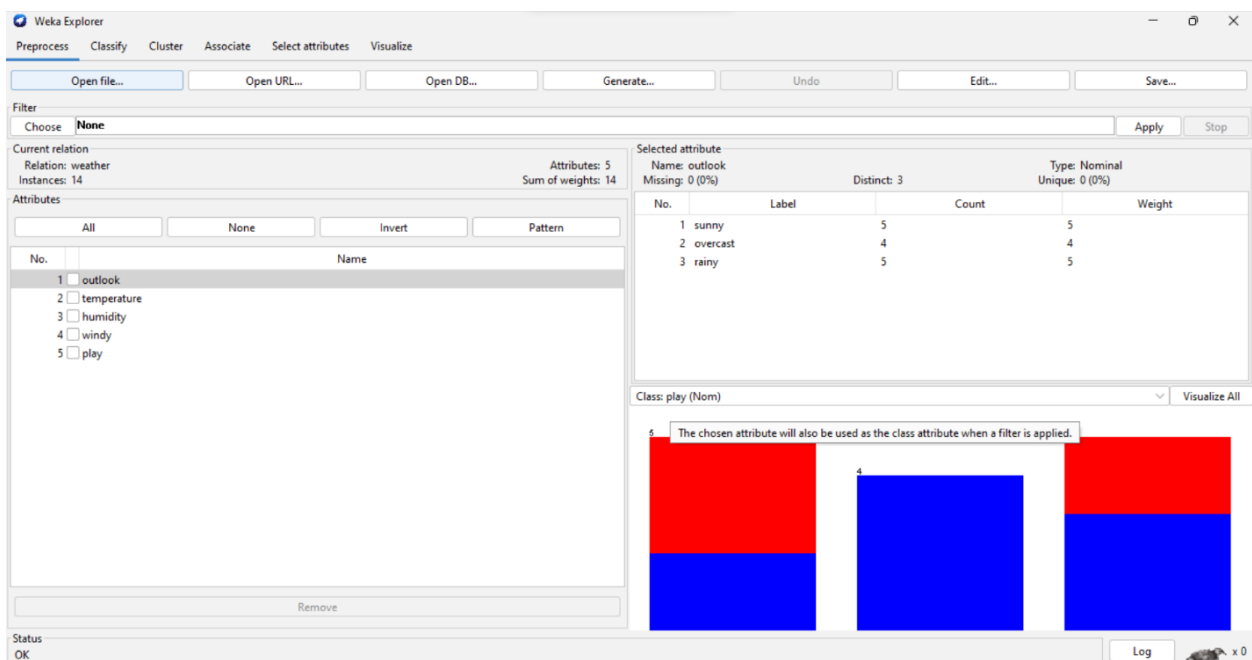 Weka Explorer
Preprocess Classify Cluster Associate Select attributes Visualize
Open file... Open URL... Open DB... Generate... Undo Edit... Save...
Filter
Choose None Apply Stop
Current relation
Relation: weather Attributes: 5
Instances: 14 Sum of weights: 14
Selected attribute
Name: outlook Type: Nominal
Missing: 0 (0%) Distinct: 3 Unique: 0 (0%)
Attributes
All None Invert Pattern
No. Name
1 outlook
2 temperature
3 humidity
4 windy
5 play
Remove
No. Label Count Weight
1 sunny 5 5
2 overcast 4 4
3 rainy 5 5
Class: play (Nom) Visualize All
The chosen attribute will also be used as the class attribute when a filter is applied.
4
Status
OK
Log x 0